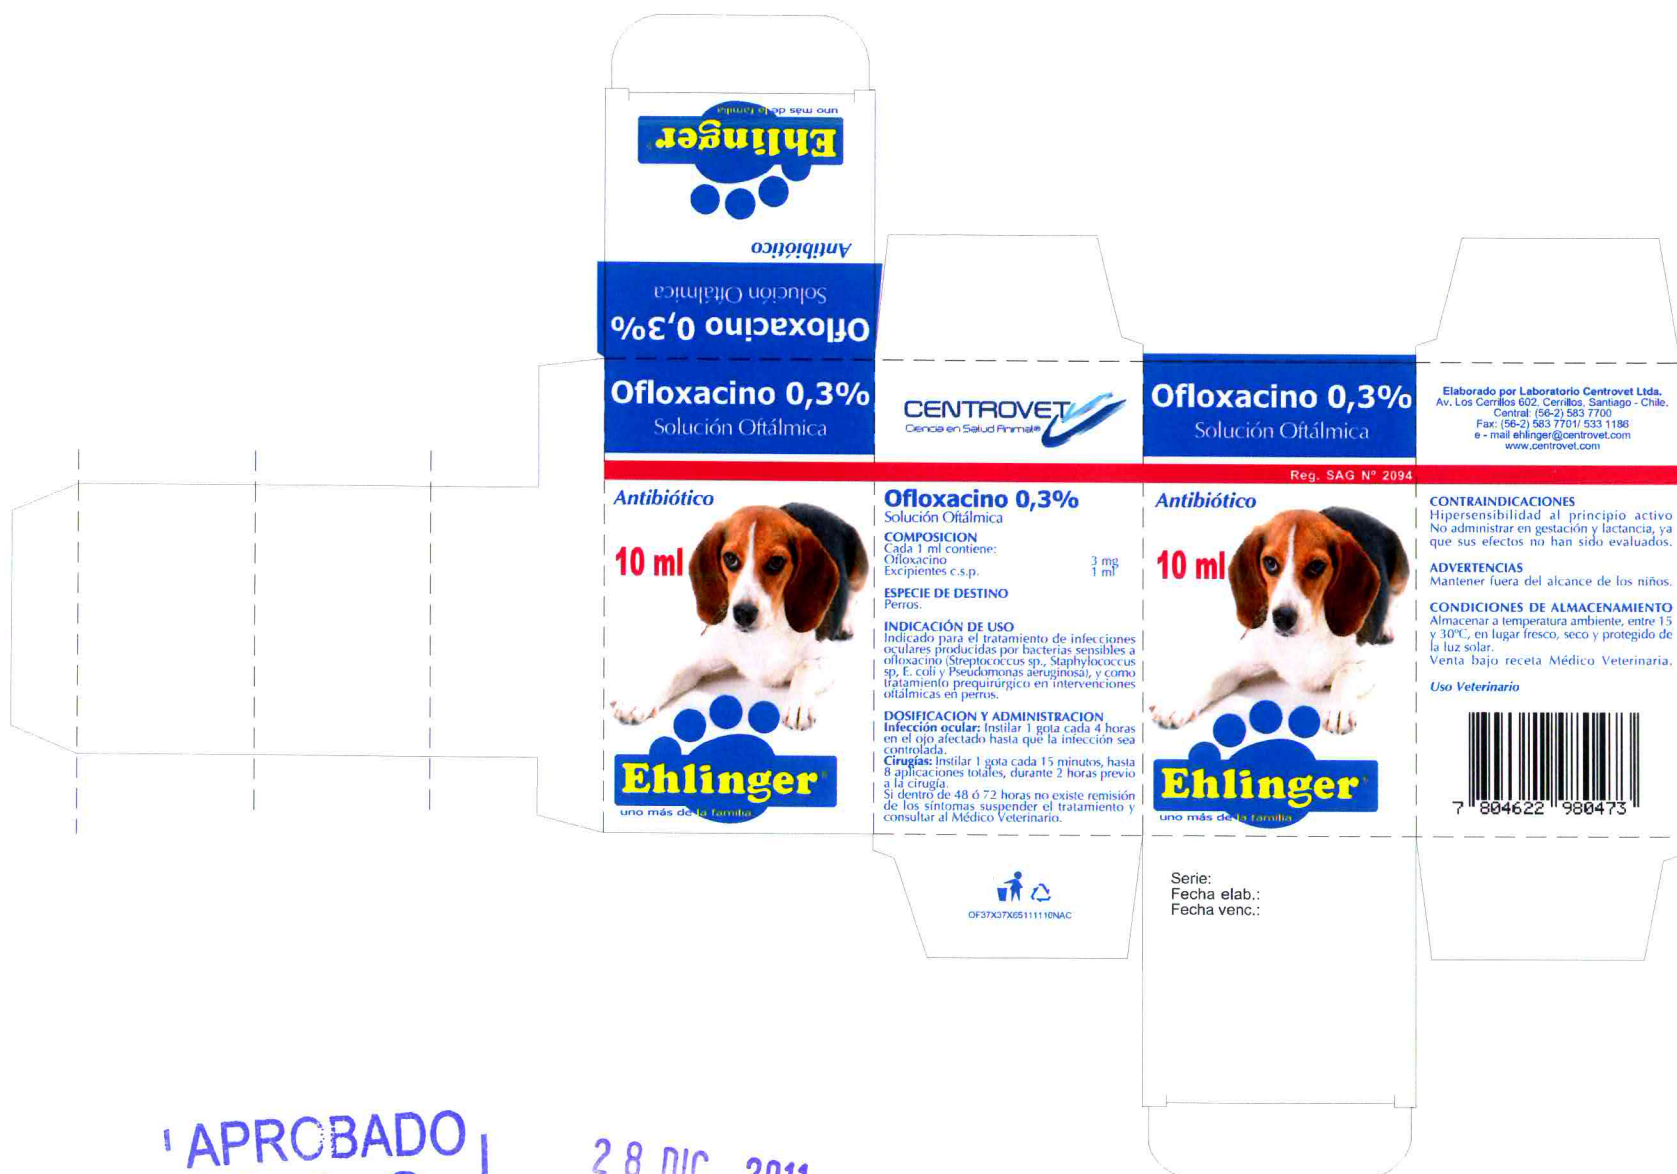 uno más de la familia
Ehlinger®
Antibiótico
Solución Oftálmica
Ofloxacino 0,3%
Ofloxacino 0,3%
Solución Oftálmica
Antibiótico
10 ml
Ehlinger®
uno más de la familia
CENTROVET
Ciencia en Salud Animal®
Ofloxacino 0,3%
Solución Oftálmica
COMPOSICION
Cada 1 ml contiene:
Ofloxacino 3 mg
Excipientes c.s.p. 1 ml
ESPECIE DE DESTINO
Perros.
INDICACIÓN DE USO
Indicado para el tratamiento de infecciones
oculares producidas por bacterias sensibles a
ofloxacino (Streptococcus sp., Staphylococcus
sp, E. coli y Pseudomonas aeruginosa), y como
tratamiento prequirúrgico en intervenciones
oftálmicas en perros.
DOSIFICACION Y ADMINISTRACION
Infección ocular: Instilar 1 gota cada 4 horas
en el ojo afectado hasta que la infección sea
controlada.
Cirugías: Instilar 1 gota cada 15 minutos, hasta
8 aplicaciones totales, durante 2 horas previo
a la cirugía.
Si dentro de 48 ó 72 horas no existe remisión
de los síntomas suspender el tratamiento y
consultar al Médico Veterinario.
OF37X37X65111110NAC
Ofloxacino 0,3%
Solución Oftálmica
Reg. SAG N° 2094
Antibiótico
10 ml
Ehlinger®
uno más de la familia
Serie:
Fecha elab.:
Fecha venc.:
Elaborado por Laboratorio Centrovet Ltda.
Av. Los Cerrillos 602, Cerrillos, Santiago - Chile.
Central: (56-2) 583 7700
Fax: (56-2) 583 7701/ 533 1186
e - mail ehlinger@centrovet.com
www.centrovet.com
CONTRAINDICACIONES
Hipersensibilidad al principio activo
No administrar en gestación y lactancia, ya
que sus efectos no han sido evaluados.
ADVERTENCIAS
Mantener fuera del alcance de los niños.
CONDICIONES DE ALMACENAMIENTO
Almacenar a temperatura ambiente, entre 15
y 30°C, en lugar fresco, seco y protegido de
la luz solar.
Venta bajo receta Médico Veterinaria.
Uso Veterinario
7 804622 980473
APROBADO
28 DIC 2011